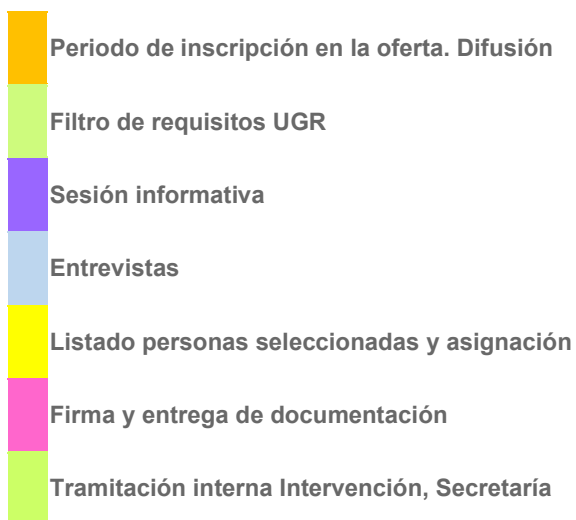 Periodo de inscripción en la oferta. Difusión
Filtro de requisitos UGR
Sesión informativa
Entrevistas
Listado personas seleccionadas y asignación
Firma y entrega de documentación
Tramitación interna Intervención, Secretaría